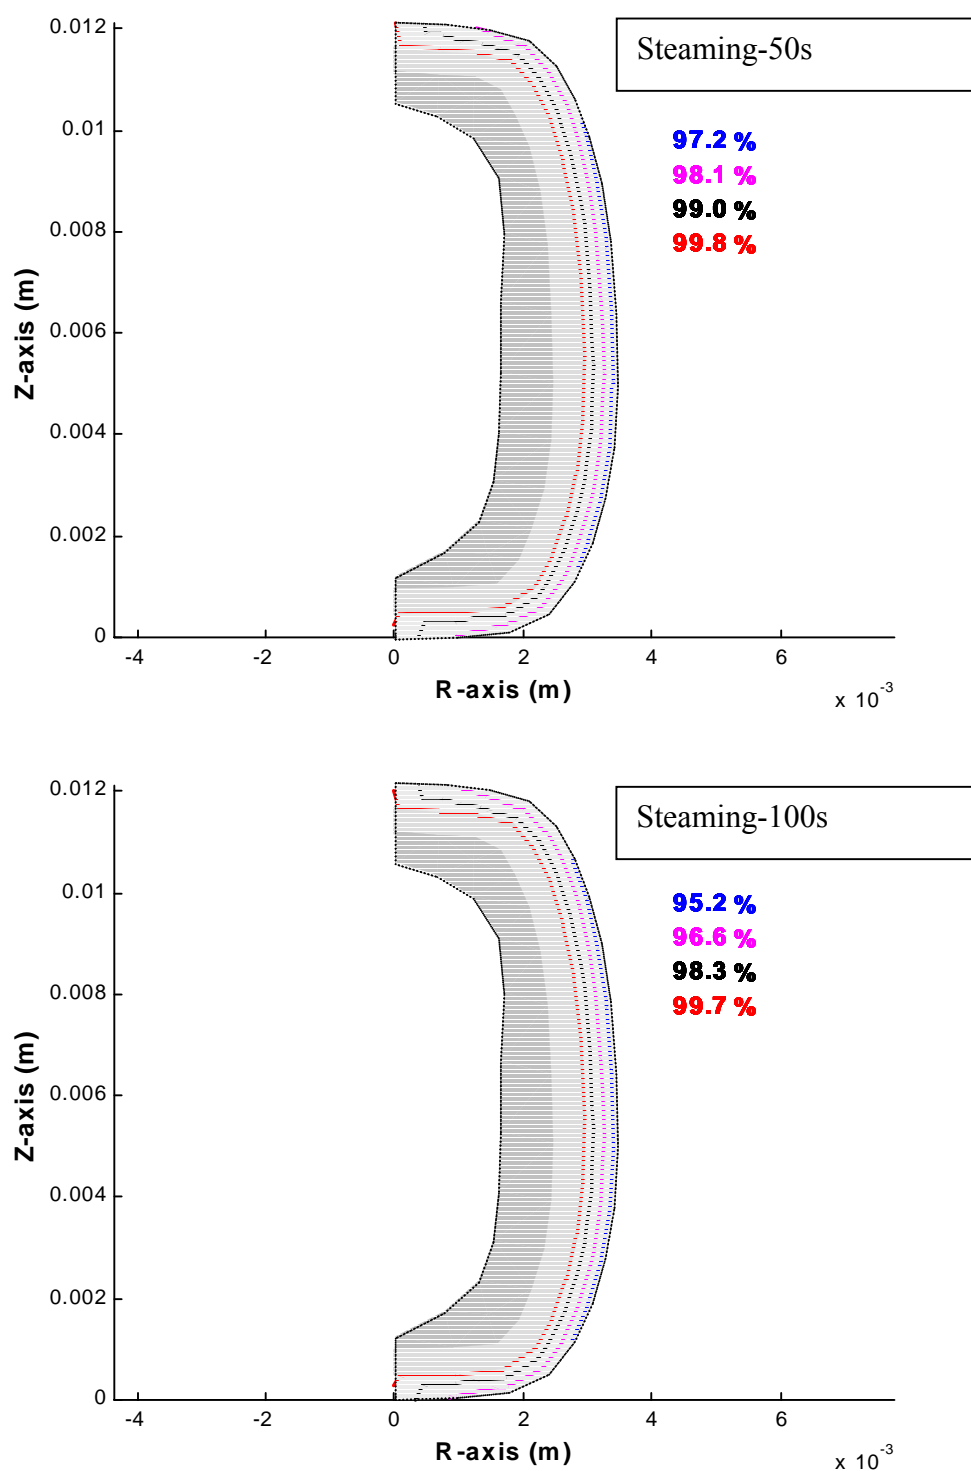 0.012
Steaming-50s
0.01
97.2 %
98.1 %
99.0 %
99.8 %
0.008
0.006
0.004
0.002
0
Z-axis (m)
-4 -2 0 2 4 6
R-axis (m)
x 10^-3
0.012
Steaming-100s
0.01
95.2 %
96.6 %
98.3 %
99.7 %
0.008
0.006
0.004
0.002
0
Z-axis (m)
-4 -2 0 2 4 6
R-axis (m)
x 10^-3